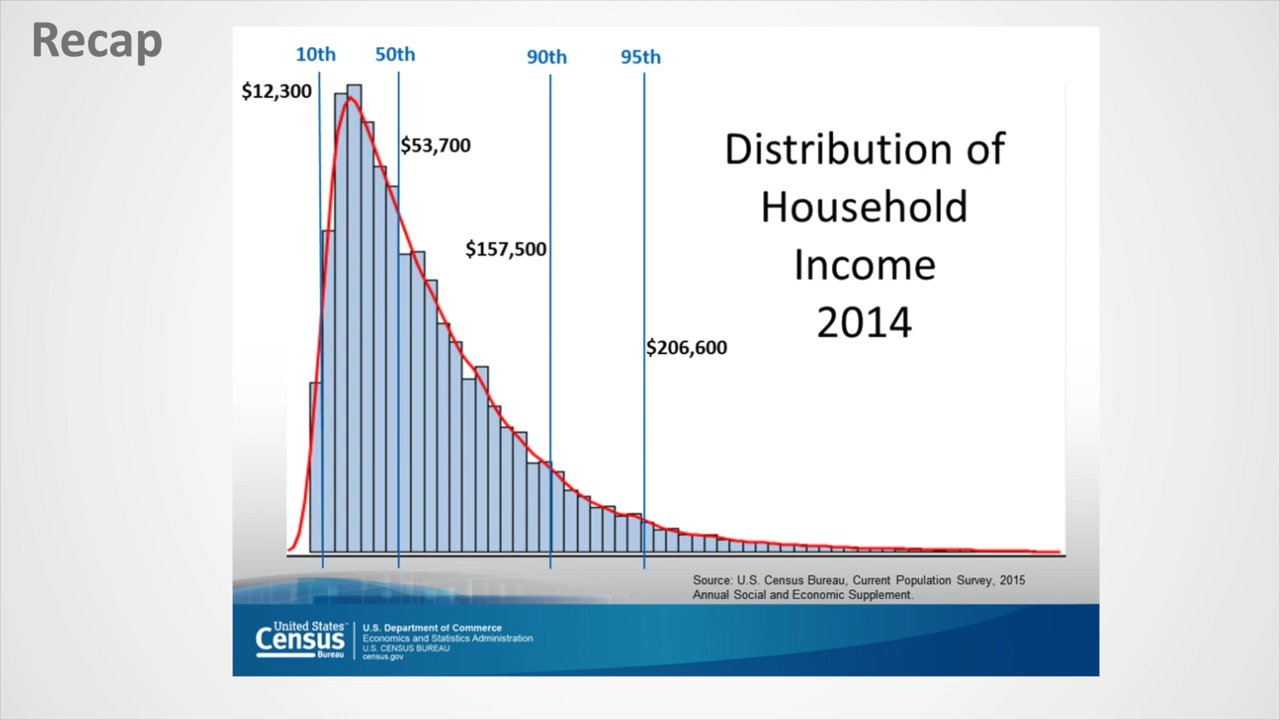 Recap
10th
50th
90th
95th
$12,300
$53,700
$157,500
$206,600
Distribution of
Household
Income
2014
Source: U.S. Census Bureau, Current Population Survey, 2015
Annual Social and Economic Supplement.
United States™
Census
Bureau
U.S. Department of Commerce
Economics and Statistics Administration
U.S. CENSUS BUREAU
census.gov